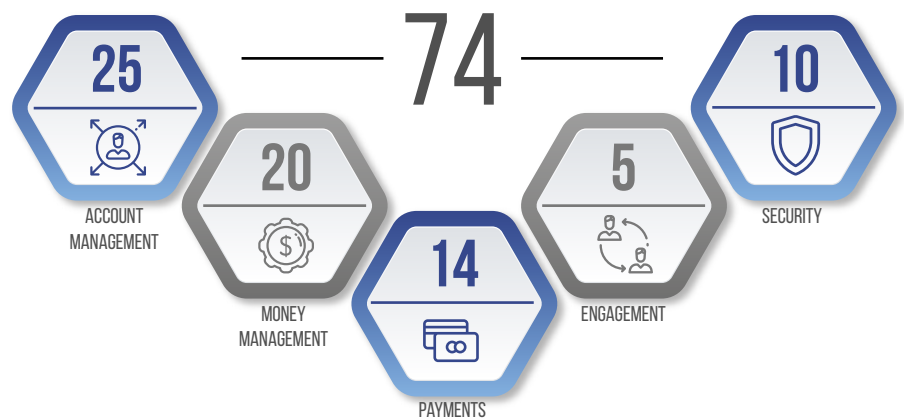 74
25
ACCOUNT
MANAGEMENT
20
MONEY
MANAGEMENT
14
PAYMENTS
5
ENGAGEMENT
10
SECURITY